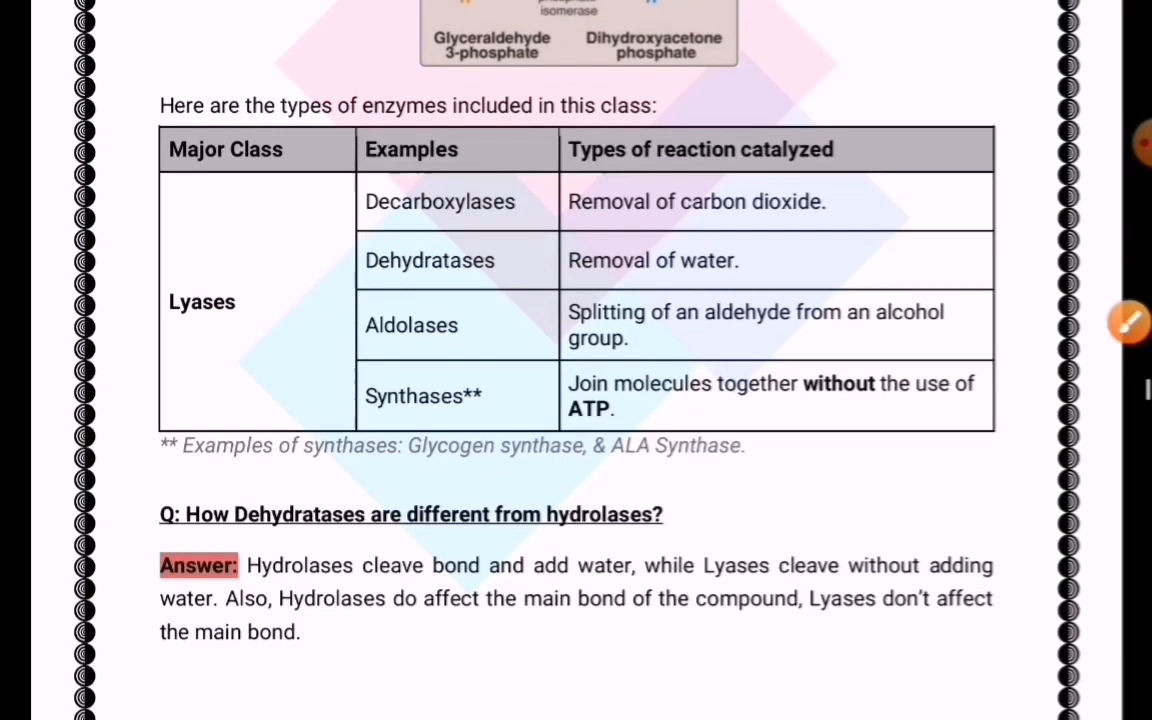 isomerase
Glyceraldehyde Dihydroxyacetone
3-phosphate phosphate
Here are the types of enzymes included in this class:
Major Class Examples Types of reaction catalyzed
Lyases
Decarboxylases Removal of carbon dioxide.
Dehydratases Removal of water.
Aldolases Splitting of an aldehyde from an alcohol
group.
Synthases** Join molecules together without the use of
ATP.
** Examples of synthases: Glycogen synthase, & ALA Synthase.
Q: How Dehydratases are different from hydrolases?
Answer: Hydrolases cleave bond and add water, while Lyases cleave without adding
water. Also, Hydrolases do affect the main bond of the compound, Lyases don't affect
the main bond.